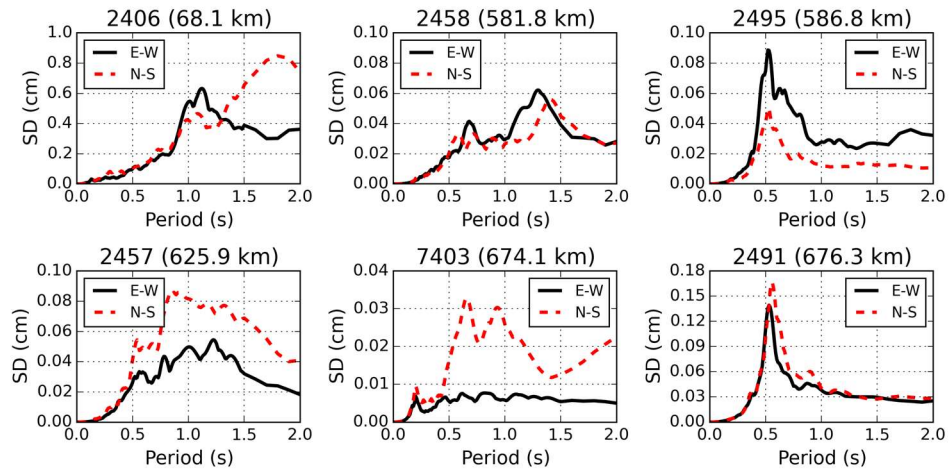 2406 (68.1 km)
SD (cm)
1.0
0.8
0.6
0.4
0.2
0.0
E-W
N-S
0.0 0.5 1.0 1.5 2.0
Period (s)
2458 (581.8 km)
SD (cm)
0.10
0.08
0.06
0.04
0.02
0.00
E-W
N-S
0.0 0.5 1.0 1.5 2.0
Period (s)
2495 (586.8 km)
SD (cm)
0.10
0.08
0.06
0.04
0.02
0.00
E-W
N-S
0.0 0.5 1.0 1.5 2.0
Period (s)
2457 (625.9 km)
SD (cm)
0.10
0.08
0.06
0.04
0.02
0.00
E-W
N-S
0.0 0.5 1.0 1.5 2.0
Period (s)
7403 (674.1 km)
SD (cm)
0.04
0.03
0.02
0.01
0.00
E-W
N-S
0.0 0.5 1.0 1.5 2.0
Period (s)
2491 (676.3 km)
SD (cm)
0.18
0.15
0.12
0.09
0.06
0.03
0.00
E-W
N-S
0.0 0.5 1.0 1.5 2.0
Period (s)